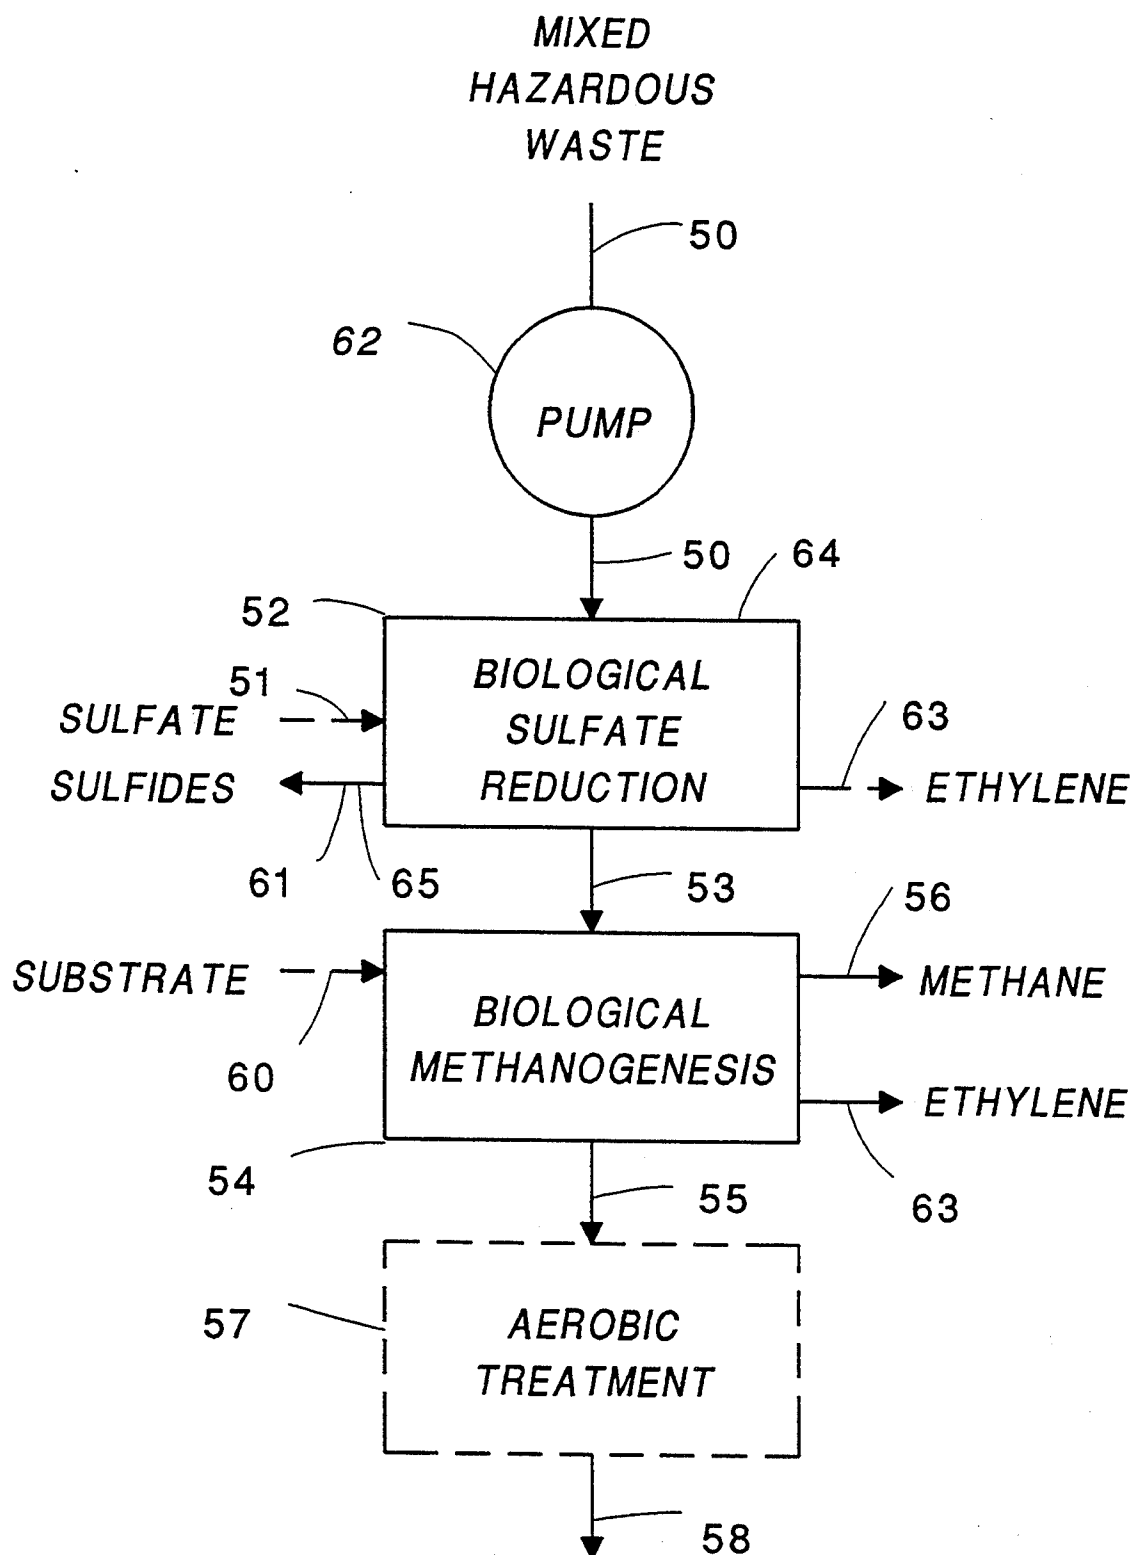 MIXED
HAZARDOUS
WASTE
50
62
PUMP
50
64
52
BIOLOGICAL
SULFATE
REDUCTION
51
SULFATE
SULFIDES
63
ETHYLENE
61
65
53
56
SUBSTRATE
METHANE
BIOLOGICAL
METHANOGENESIS
60
ETHYLENE
54
55
63
57
AEROBIC
TREATMENT
58